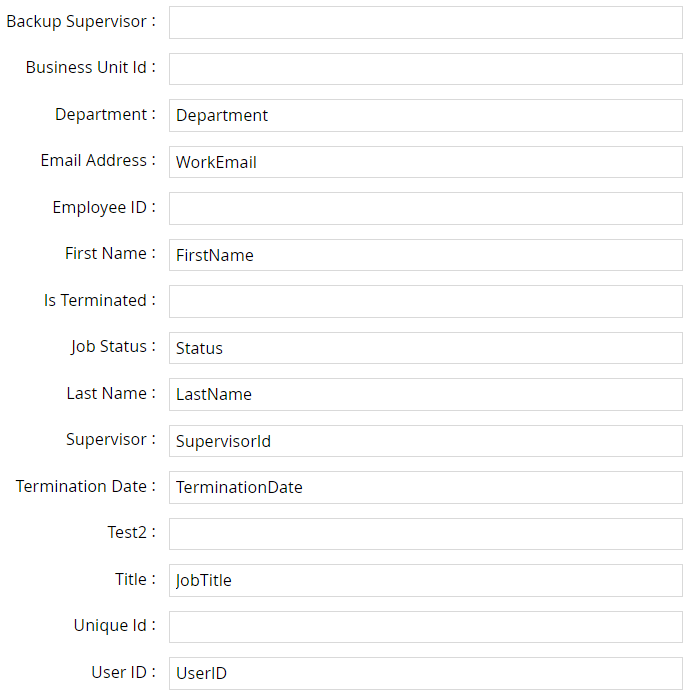 Backup Supervisor :
Business Unit Id :
Department : Department
Email Address : WorkEmail
Employee ID :
First Name : FirstName
Is Terminated :
Job Status : Status
Last Name : LastName
Supervisor : SupervisorId
Termination Date : TerminationDate
Test2 :
Title : JobTitle
Unique Id :
User ID : UserID